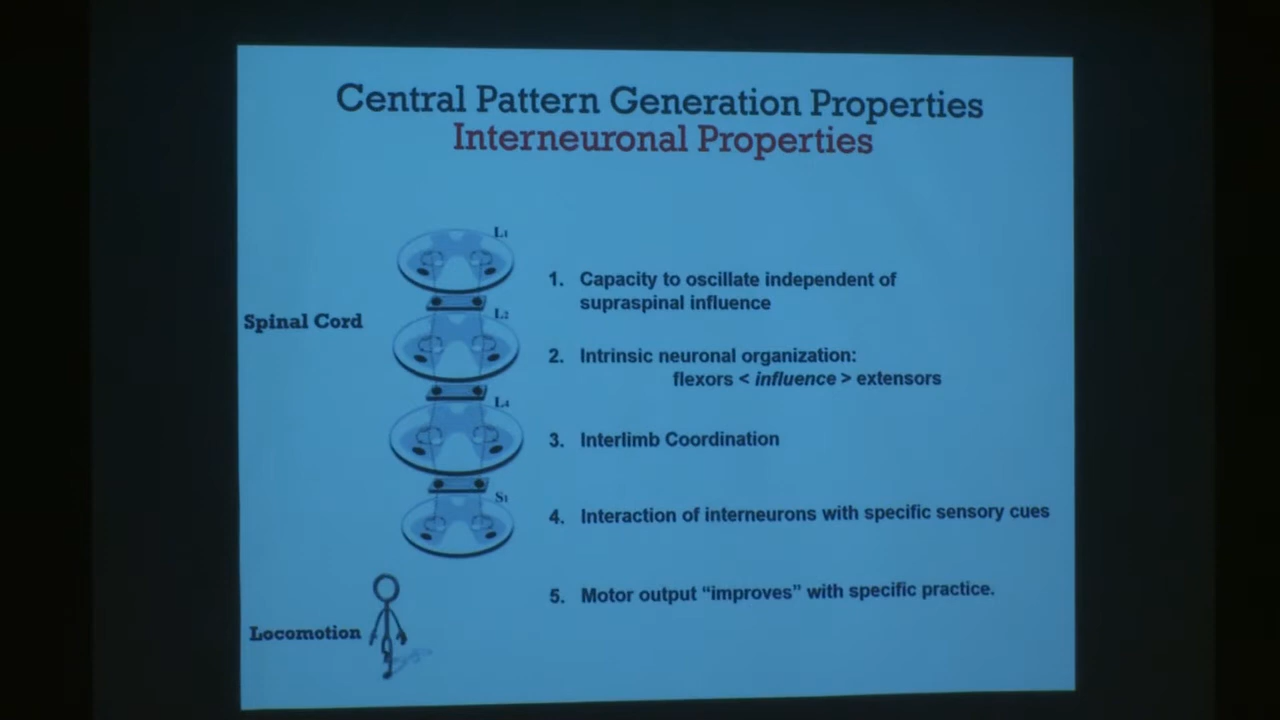 Central Pattern Generation Properties
Interneuronal Properties
L1
Spinal Cord
L2
L4
S1
Locomotion
1. Capacity to oscillate independent of
supraspinal influence
2. Intrinsic neuronal organization:
flexors < influence > extensors
3. Interlimb Coordination
4. Interaction of interneurons with specific sensory cues
5. Motor output “improves” with specific practice.